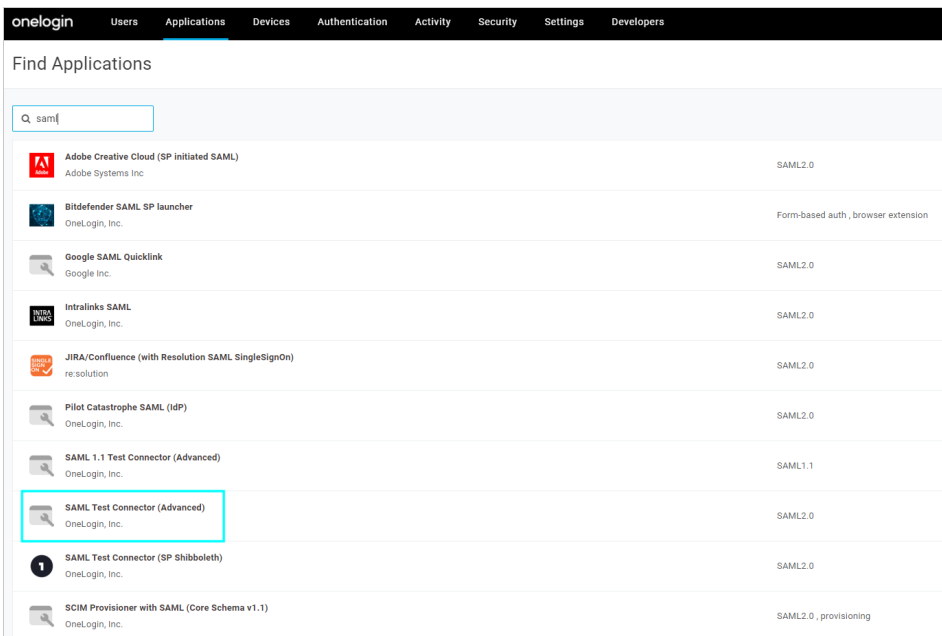 onelogin Users Applications Devices Authentication Activity Security Settings Developers
Find Applications
saml
Adobe Creative Cloud (SP initiated SAML)
Adobe
Adobe Systems Inc
SAML2.0
Bitdefender SAML SP launcher
OneLogin, Inc.
Form-based auth , browser extension
Google SAML Quicklink
Google Inc.
SAML2.0
INTRA
LINKS
Intralinks SAML
OneLogin, Inc.
SAML2.0
SINGLE
SIGN
ON
JIRA/Confluence (with Resolution SAML SingleSignOn)
re:solution
SAML2.0
Pilot Catastrophe SAML (IdP)
OneLogin, Inc.
SAML2.0
SAML 1.1 Test Connector (Advanced)
OneLogin, Inc.
SAML1.1
SAML Test Connector (Advanced)
OneLogin, Inc.
SAML2.0
1
SAML Test Connector (SP Shibboleth)
OneLogin, Inc.
SAML2.0
SCIM Provisioner with SAML (Core Schema v1.1)
OneLogin, Inc.
SAML2.0 , provisioning